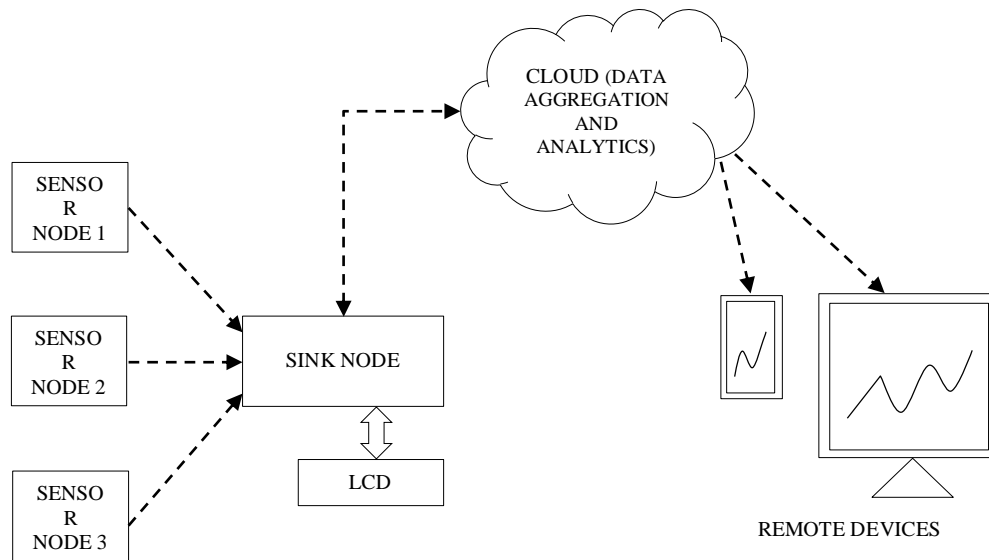 CLOUD (DATA
AGGREGATION
AND
ANALYTICS)
SENSO
R
NODE 1
SENSO
R
NODE 2
SINK NODE
SENSO
R
NODE 3
LCD
REMOTE DEVICES